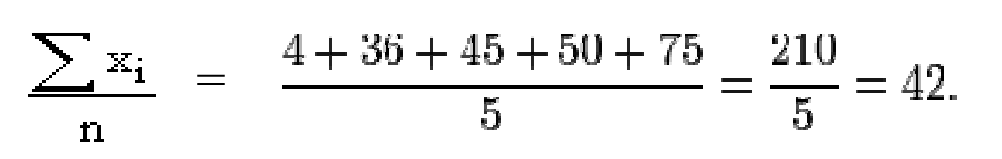 ∑ xᵢ / n = (4 + 36 + 45 + 50 + 75) / 5 = 210 / 5 = 42.